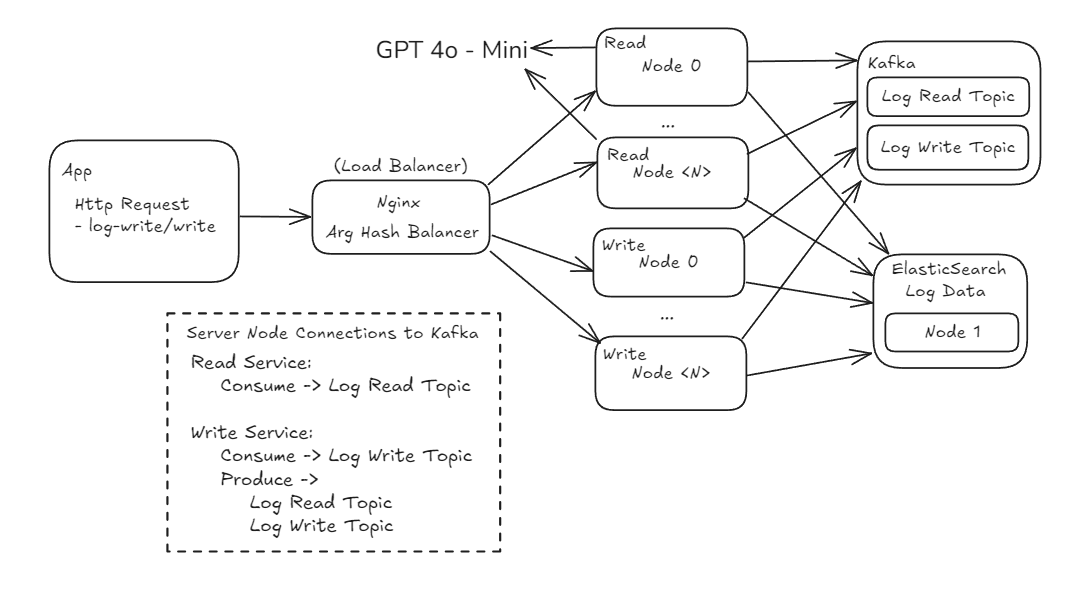 GPT 4o - Mini
Read
Node 0
...
Read
Node <N>
Write
Node 0
...
Write
Node <N>
Kafka
Log Read Topic
Log Write Topic
ElasticSearch
Log Data
Node 1
App
Http Request
- log-write/write
(Load Balancer)
Nginx
Arg Hash Balancer
Server Node Connections to Kafka
Read Service:
Consume -> Log Read Topic
Write Service:
Consume -> Log Write Topic
Produce ->
Log Read Topic
Log Write Topic